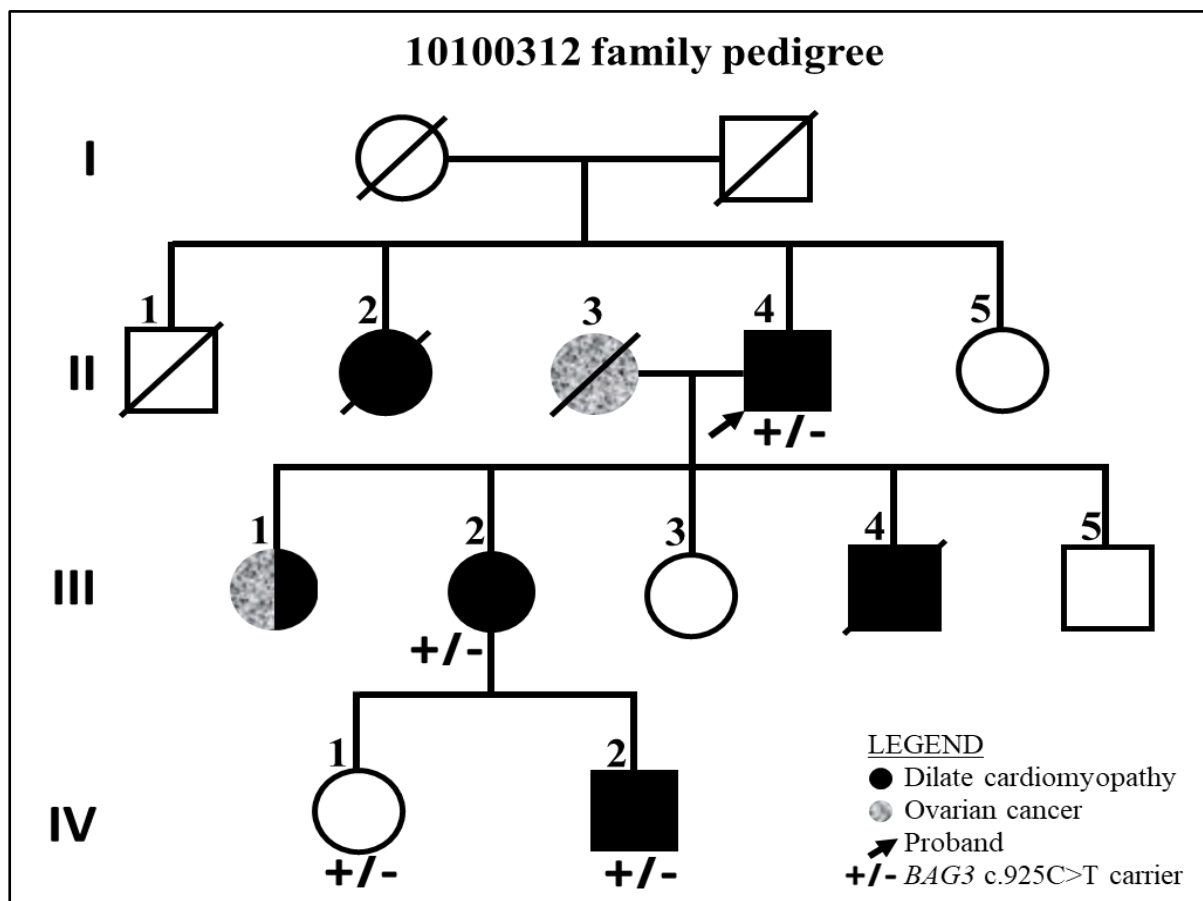 10100312 family pedigree
I
1 2 3 4 5
II
+/-
1 2 3 4 5
III
+/-
1 2
IV
+/- +/-
LEGEND
Dilate cardiomyopathy
Ovarian cancer
Proband
+/- BAG3 c.925C>T carrier